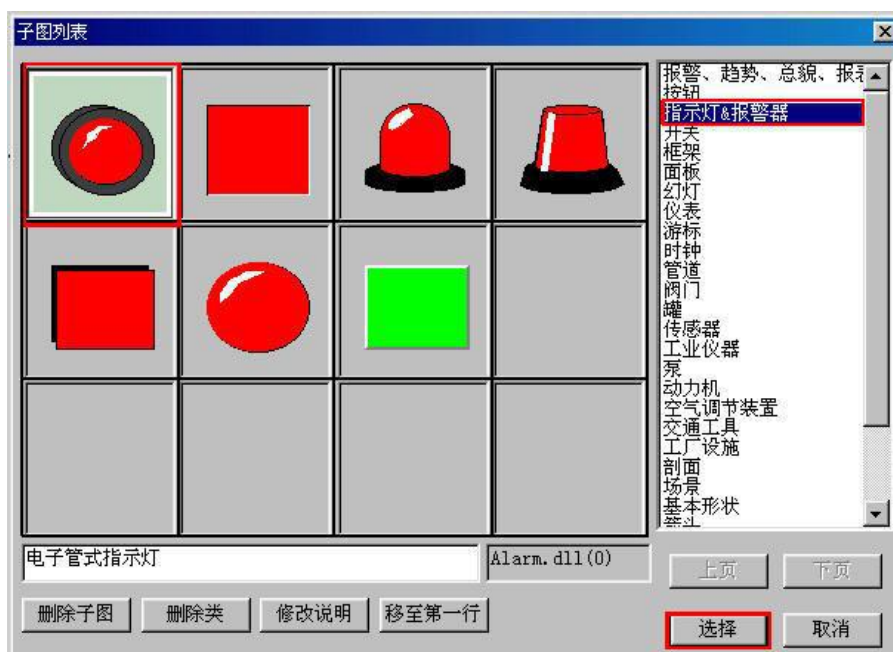 子图列表
报警、趋势、总貌、报表
按钮
指示灯&报警器
开关
框架
面板
幻灯
仪表
游标
时钟
管道
阀门
罐
传感器
工业仪器
泵
动力机
空气调节装置
交通工具
工厂设施
剖面
场景
基本形状
箭头
电子管式指示灯
Alarm.dll(0)
上页
下页
删除子图
删除类
修改说明
移至第一行
选择
取消